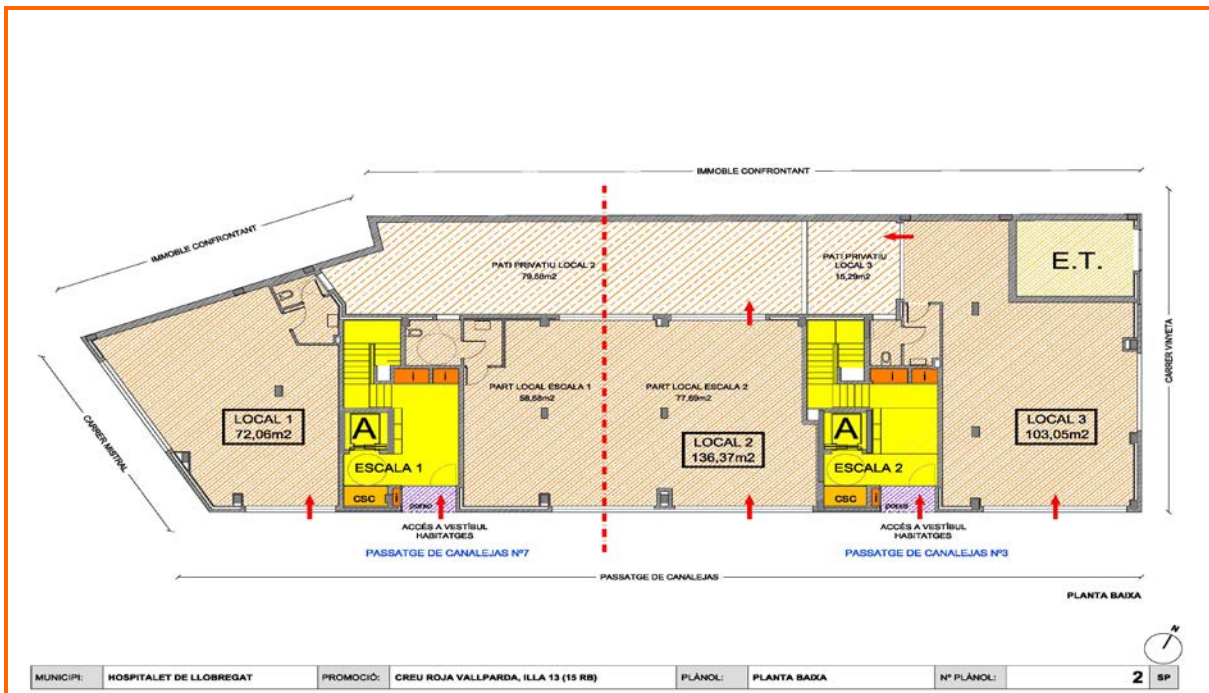 IMMOBLE CONFRONTANT
IMMOBLE CONFRONTANT
PATI PRIVATIU LOCAL 2
79,58m2
PATI PRIVATIU
LOCAL 3
15,29m2
E.T.
CARRER VINYETA
CARRER MISTRAL
LOCAL 1
72,06m2
i
i
A
ESCALA 1
CSC
i
porxo
PART LOCAL ESCALA 1
58,68m2
PART LOCAL ESCALA 2
77,69m2
LOCAL 2
136,37m2
i
i
A
ESCALA 2
CSC
i
porxo
LOCAL 3
103,05m2
ACCÉS A VESTÍBUL
HABITATGES
PASSATGE DE CANALEJAS Nº7
ACCÉS A VESTÍBUL
HABITATGES
PASSATGE DE CANALEJAS Nº3
PASSATGE DE CANALEJAS
PLANTA BAIXA
N
MUNICIPI: HOSPITALET DE LLOBREGAT PROMOCIÓ: CREU ROJA VALLPARDA, ILLA 13 (15 RB) PLÀNOL: PLANTA BAIXA Nº PLÀNOL: 2 SP